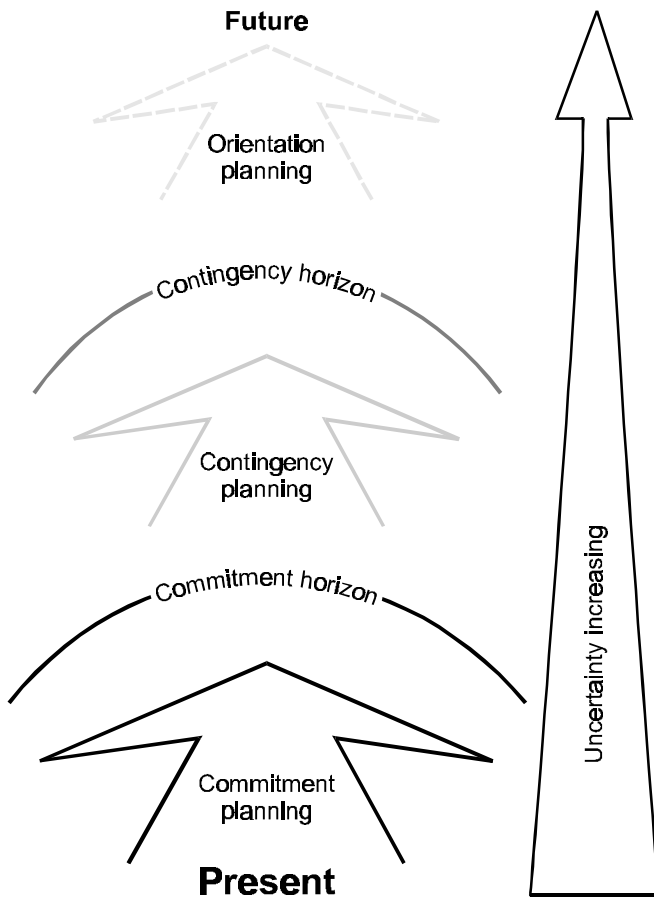 Future
Orientation
planning
Contingency horizon
Contingency
planning
Commitment horizon
Commitment
planning
Present
Uncertainty increasing